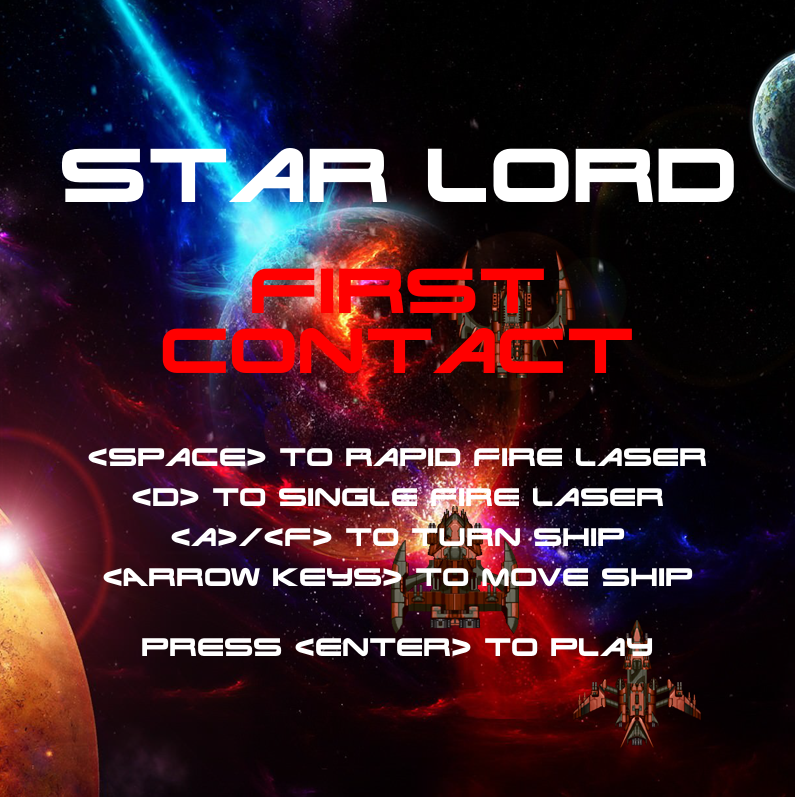 STAR LORD
FIRST
CONTACT
<SPACE> TO RAPID FIRE LASER
<D> TO SINGLE FIRE LASER
<A>/<F> TO TURN SHIP
<ARROW KEYS> TO MOVE SHIP
PRESS <ENTER> TO PLAY